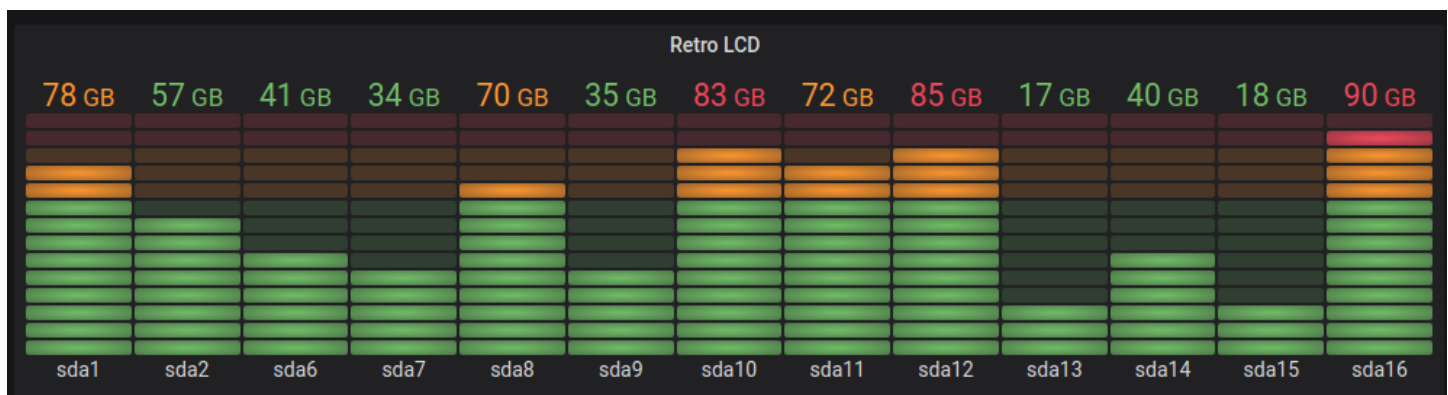 Retro LCD
78 GB 57 GB 41 GB 34 GB 70 GB 35 GB 83 GB 72 GB 85 GB 17 GB 40 GB 18 GB 90 GB
sda1 sda2 sda6 sda7 sda8 sda9 sda10 sda11 sda12 sda13 sda14 sda15 sda16